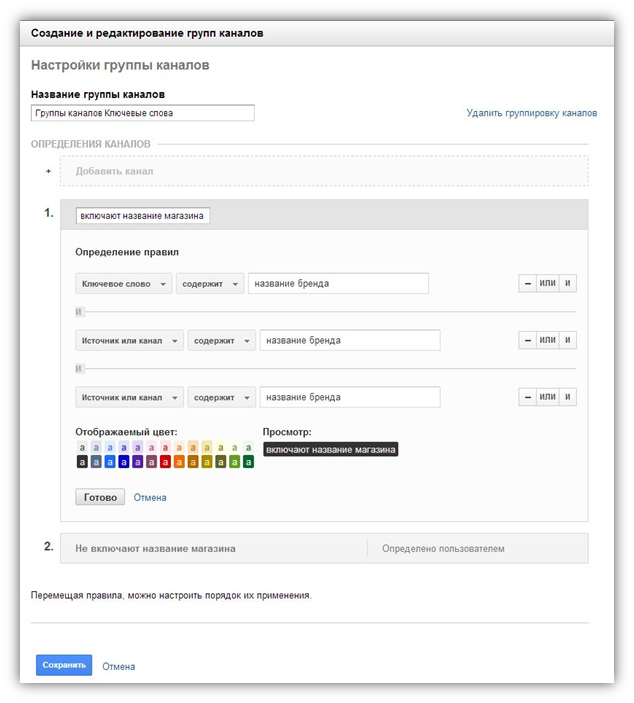 Создание и редактирование групп каналов
Настройки группы каналов
Название группы каналов
Группы каналов Ключевые слова
Удалить группировку каналов
ОПРЕДЕЛЕНИЯ КАНАЛОВ
+ Добавить канал
1. включают название магазина
Определение правил
Ключевое слово содержит название бренда – ИЛИ И
И
Источник или канал содержит название бренда – ИЛИ И
И
Источник или канал содержит название бренда – ИЛИ И
Отображаемый цвет: Просмотр:
a a a a a a a a a a a a a
a a a a a a a a a a a a a
включают название магазина
Готово Отмена
2. Не включают название магазина Определено пользователем
Перемещая правила, можно настроить порядок их применения.
Сохранить Отмена